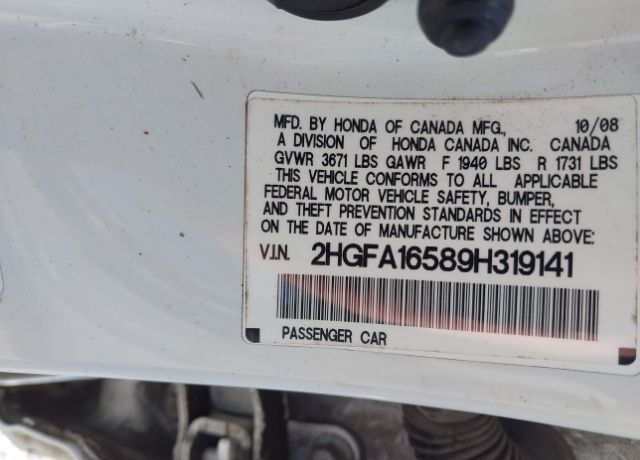 MFD. BY HONDA OF CANADA MFG., 10/08
A DIVISION OF HONDA CANADA INC. CANADA
GVWR 3671 LBS GAWR F 1940 LBS R 1731 LBS
THIS VEHICLE CONFORMS TO ALL APPLICABLE
FEDERAL MOTOR VEHICLE SAFETY, BUMPER,
AND THEFT PREVENTION STANDARDS IN EFFECT
ON THE DATE OF MANUFACTURE SHOWN ABOVE:
V.I.N. 2HGFA16589H319141
PASSENGER CAR